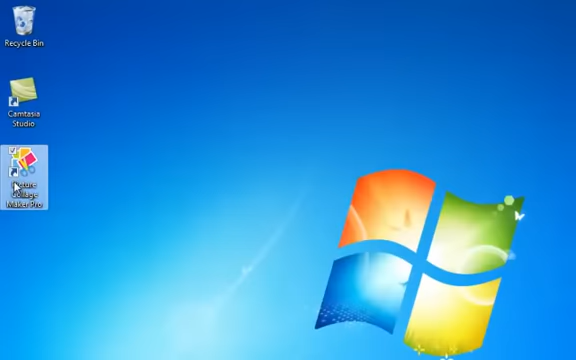 Recycle Bin
Camtasia
Studio
Picture
Collage
Maker Pro